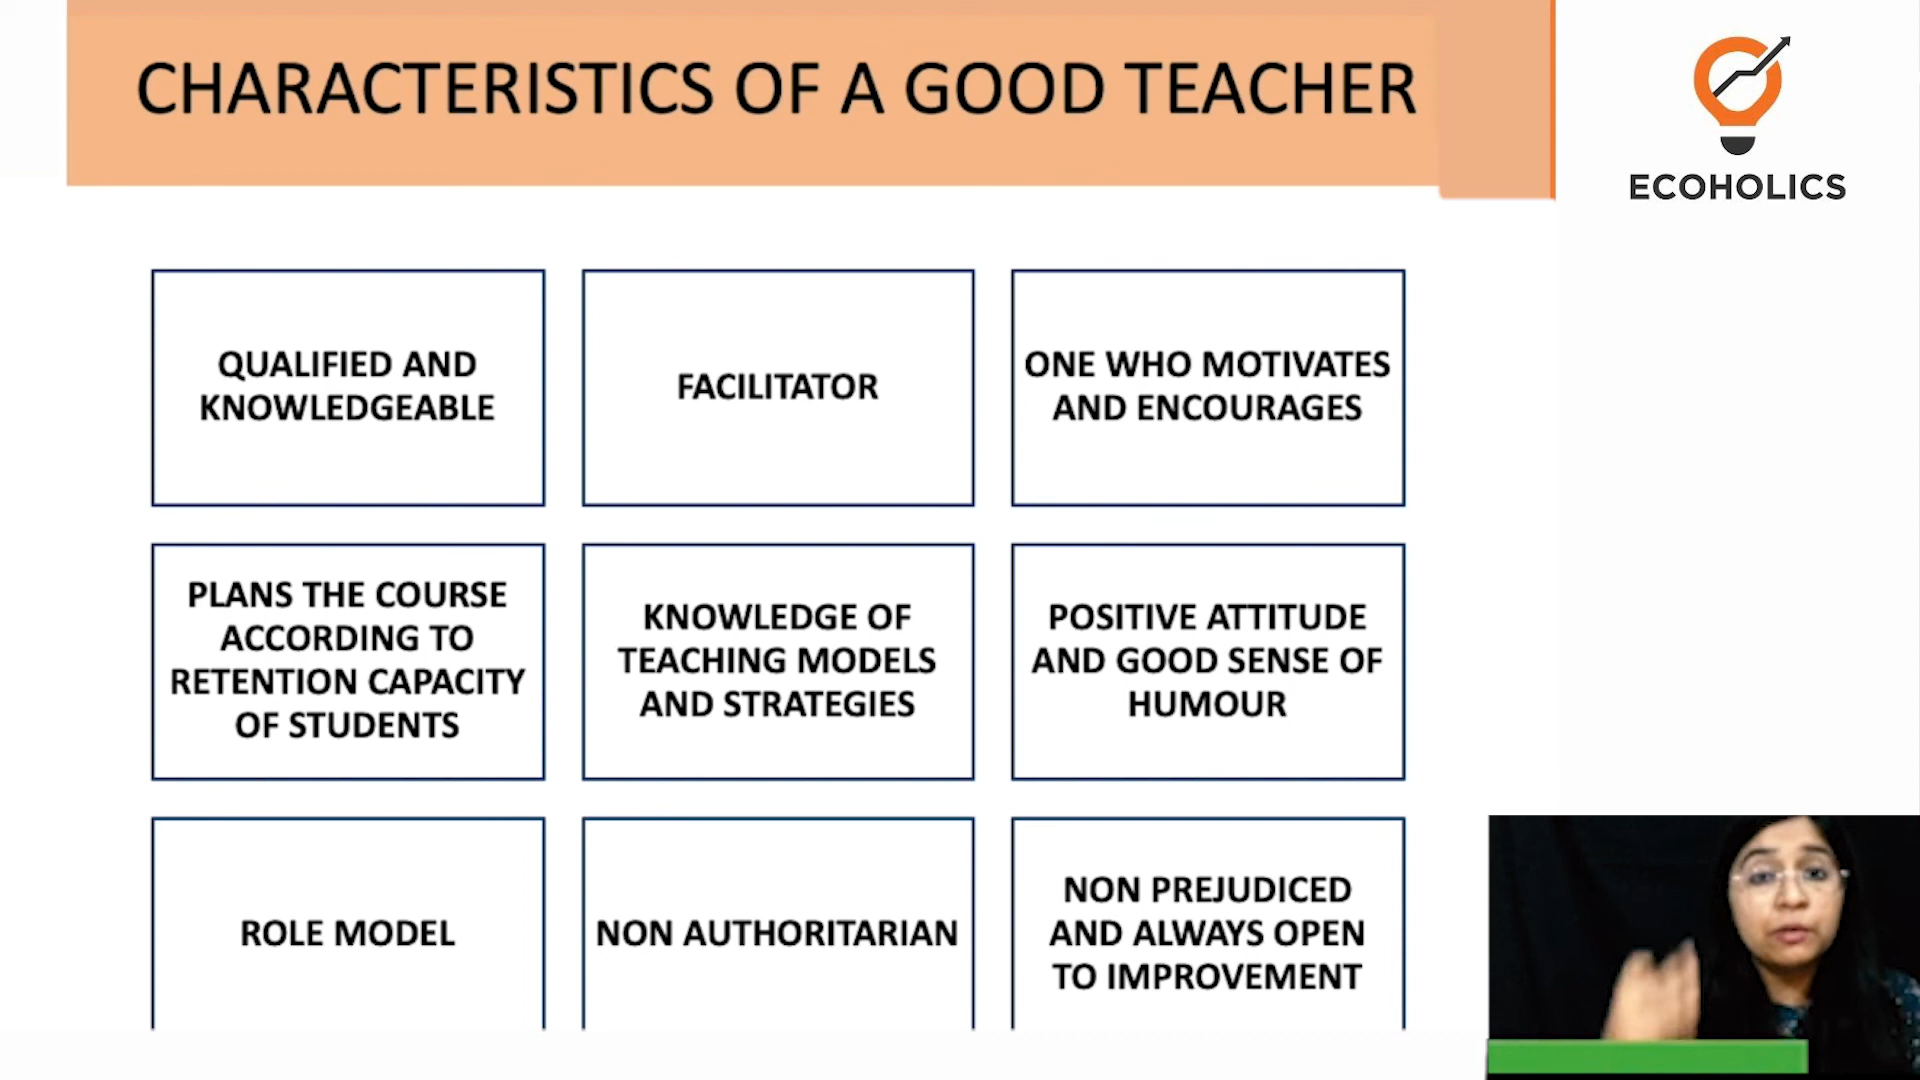 CHARACTERISTICS OF A GOOD TEACHER
ECOHOLICS
QUALIFIED AND
KNOWLEDGEABLE
FACILITATOR
ONE WHO MOTIVATES
AND ENCOURAGES
PLANS THE COURSE
ACCORDING TO
RETENTION CAPACITY
OF STUDENTS
KNOWLEDGE OF
TEACHING MODELS
AND STRATEGIES
POSITIVE ATTITUDE
AND GOOD SENSE OF
HUMOUR
ROLE MODEL
NON AUTHORITARIAN
NON PREJUDICED
AND ALWAYS OPEN
TO IMPROVEMENT